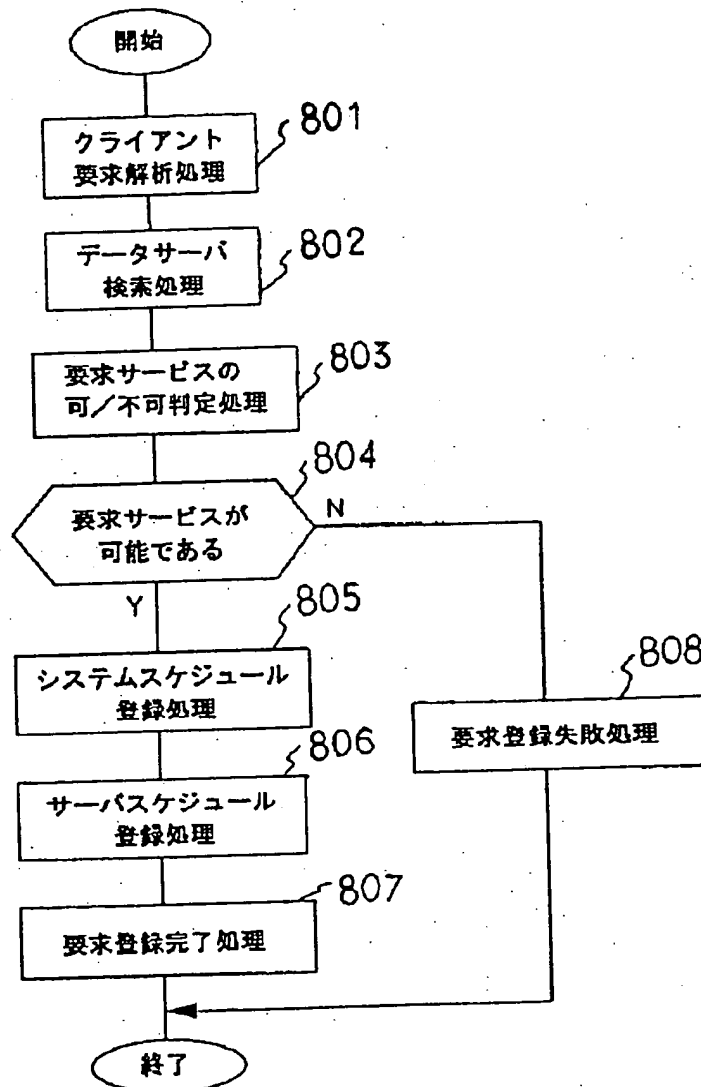 開始
クライアント
要求解析処理
801
データサーバ
検索処理
802
要求サービスの
可／不可判定処理
803
要求サービスが
可能である
804
N
Y
システムスケジュール
登録処理
805
サーバスケジュール
登録処理
806
要求登録完了処理
807
要求登録失敗処理
808
終了